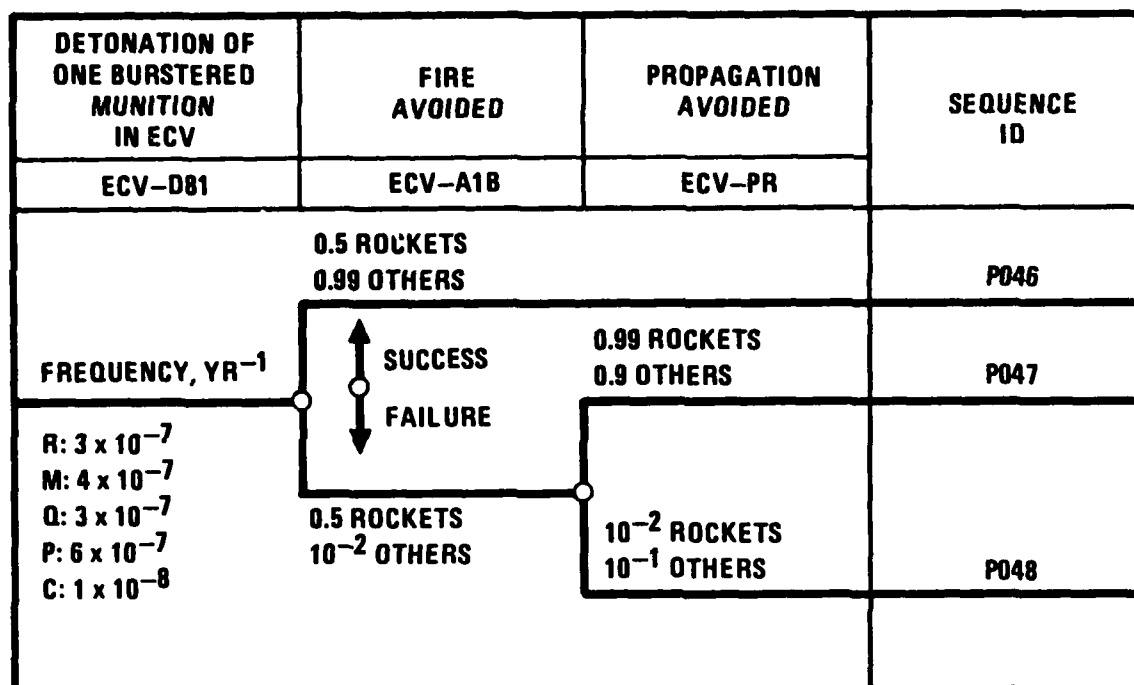 DETONATION OF
ONE BURSTERED
MUNITION
IN ECV
FIRE
AVOIDED
PROPAGATION
AVOIDED
SEQUENCE
ID
ECV–D81
ECV–A1B
ECV–PR
0.5 ROCKETS
0.99 OTHERS
P046
SUCCESS
FAILURE
0.99 ROCKETS
0.9 OTHERS
P047
FREQUENCY, YR⁻¹
R: 3 x 10⁻⁷
M: 4 x 10⁻⁷
Q: 3 x 10⁻⁷
P: 6 x 10⁻⁷
C: 1 x 10⁻⁸
0.5 ROCKETS
10⁻² OTHERS
10⁻² ROCKETS
10⁻¹ OTHERS
P048